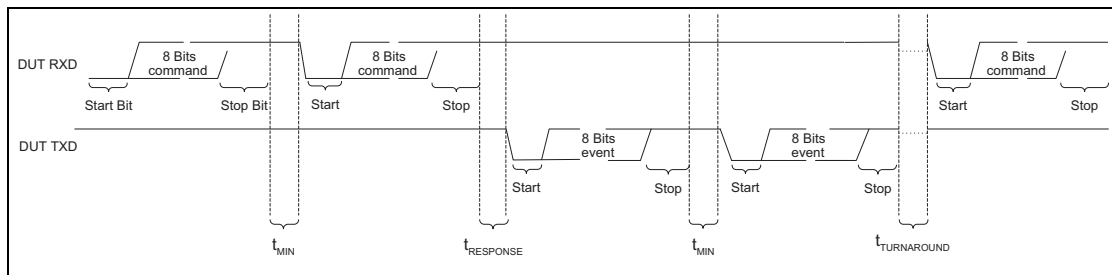 DUT RXD
8 Bits
command
8 Bits
command
8 Bits
command
Start Bit
Stop Bit
Start
Stop
Start
Stop
DUT TXD
8 Bits
event
8 Bits
event
Start
Stop
Start
Stop
tMIN
tRESPONSE
tMIN
tTURNAROUND